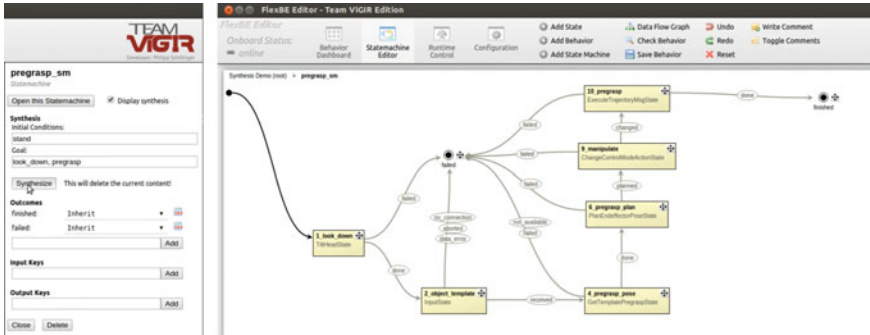 TEAM
ViGIR
Developer: Philipp Schillinger
pregrasp_sm
Statemachine
Open this Statemachine
Display synthesis
Synthesis
Initial Conditions:
stand
Goal:
look_down, pregrasp
Synthesize
This will delete the current content!
Outcomes
finished: Inherit
failed: Inherit
Add
Input Keys
Add
Output Keys
Add
Close Delete
FlexBE Editor - Team ViGIR Edition
FlexBE Editor
Onboard Status:
online
Behavior Dashboard
Statemachine Editor
Runtime Control
Configuration
Add State
Add Behavior
Add State Machine
Data Flow Graph
Check Behavior
Save Behavior
Undo
Redo
Reset
Write Comment
Toggle Comments
Synthesis Demo (root) > pregrasp_sm
10_pregrasp
ExecuteTrajectoryMsgState
done
finished
failed
changed
9_manipulate
ChangeControlModeActionState
failed
failed
planned
failed
6_pregrasp_plan
PlanEndeffectorPoseState
failed
no_connection
aborted
data_error
not_available
failed
1_look_down
TiltHeadState
done
done
2_object_template
InputState
received
4_pregrasp_pose
GetTemplatePregraspState